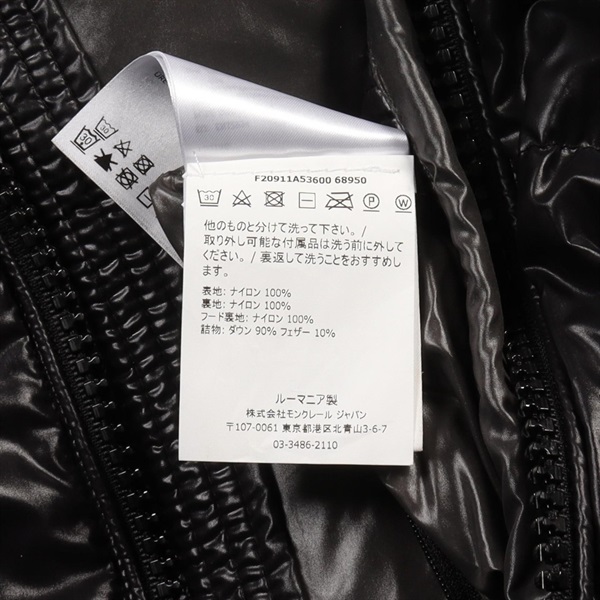 F20911A53600 68950
30
P
W
他のものと分けて洗って下さい。/
取り外し可能な付属品は洗う前に外して
ください。/ 裏返して洗うことをおすすめ
します。
表地: ナイロン 100%
裏地: ナイロン 100%
フード裏地: ナイロン 100%
詰物: ダウン 90% フェザー 10%
ルーマニア製
株式会社モンクレール ジャパン
〒107-0061 東京都港区北青山3-6-7
03-3486-2110
30
30